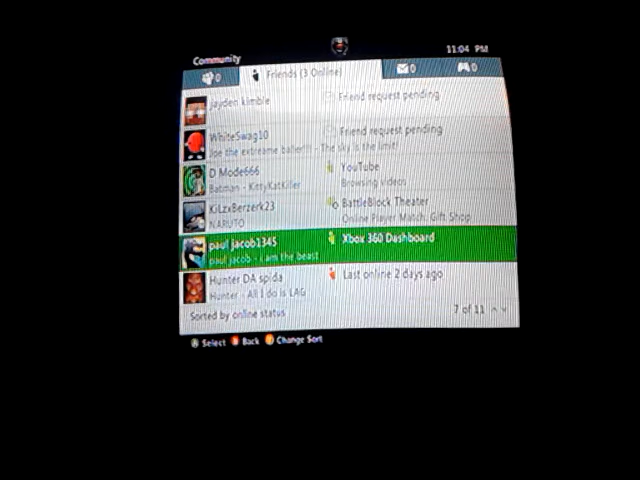 Community
11:04 PM
0
Friends (3 Online)
0
0
jayden kimble
Friend request pending
WhiteSwag10
Friend request pending
Joe the extreame baller!!! - The sky is the limit!
D Mode666
YouTube
Batman - KittyKatKiller
Browsing videos
KiLzxBerzerk23
BattleBlock Theater
NARUTO
Online Player Match: Gift Shop
paul jacob1345
Xbox 360 Dashboard
paul jacob - i am the beast
Hunter DA spida
Last online 2 days ago
Hunter - All I do is LAG
Sorted by online status
7 of 11
A Select B Back Y Change Sort